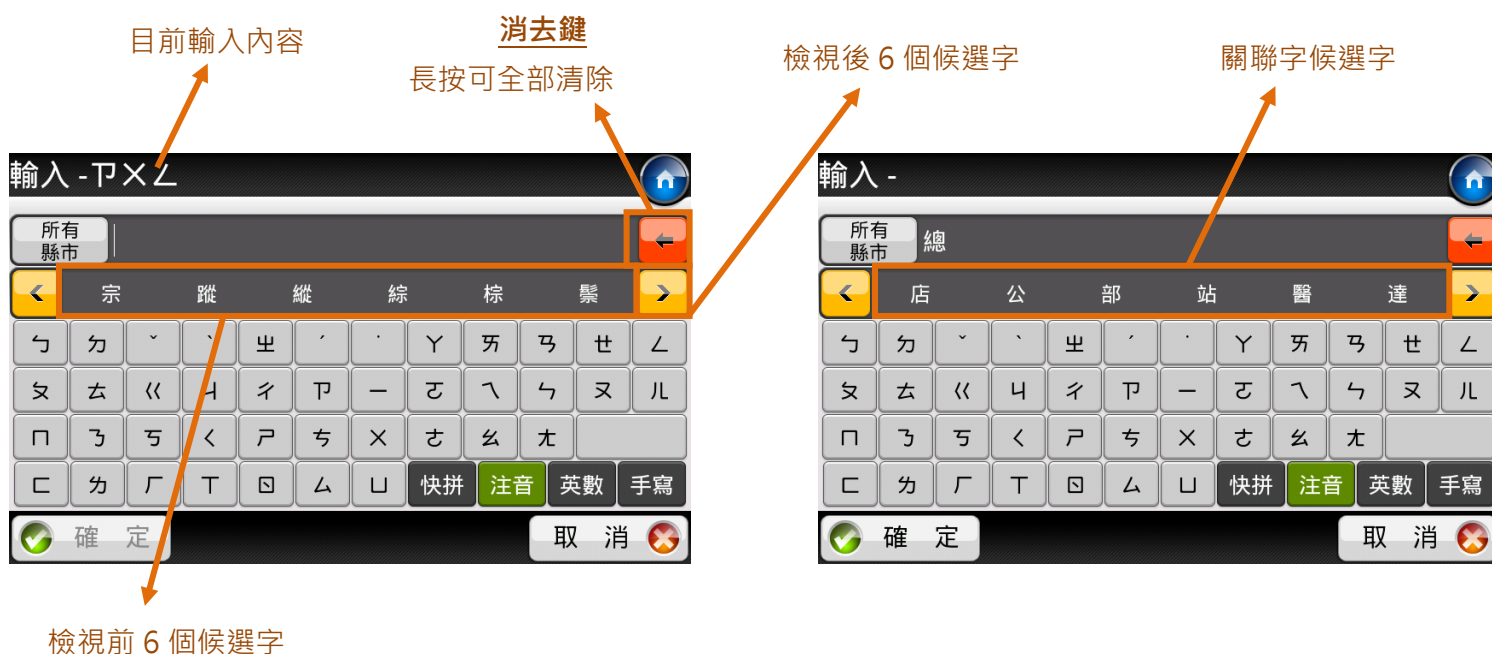 目前輸入內容
消去鍵
長按可全部清除
檢視後 6 個候選字
關聯字候選字
輸入 - ㄗㄨㄥ
所有
縣市
< 宗 蹤 縱 綜 棕 鬃 >
ㄅ ㄉ ˇ ˋ ㄓ ˊ ˙ ㄚ ㄞ ㄢ ㄝ ㄥ
ㄆ ㄊ ㄍ ㄐ ㄔ ㄗ ㄧ ㄛ ㄟ ㄣ ㄡ ㄦ
ㄇ ㄋ ㄎ ㄑ ㄕ ㄘ ㄨ ㄜ ㄠ ㄤ
ㄈ ㄌ ㄏ ㄒ ㄖ ㄙ ㄩ 快拼 注音 英數 手寫
確 定 取 消
輸入 -
所有
縣市
總
< 店 公 部 站 醫 達 >
ㄅ ㄉ ˇ ˋ ㄓ ˊ ˙ ㄚ ㄞ ㄢ ㄝ ㄥ
ㄆ ㄊ ㄍ ㄐ ㄔ ㄗ ㄧ ㄛ ㄟ ㄣ ㄡ ㄦ
ㄇ ㄋ ㄎ ㄑ ㄕ ㄘ ㄨ ㄜ ㄠ ㄤ
ㄈ ㄌ ㄏ ㄒ ㄖ ㄙ ㄩ 快拼 注音 英數 手寫
確 定 取 消
檢視前 6 個候選字